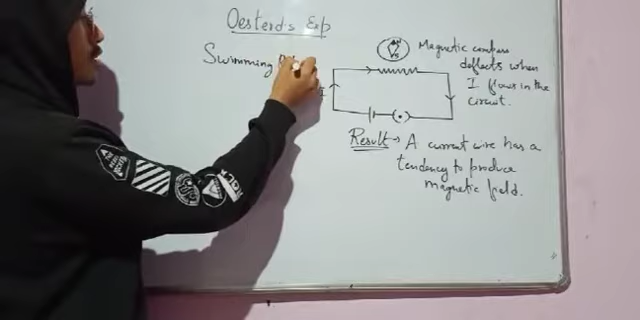 Oersted's Exp
Swimming
N
S
Magnetic compass
deflects when
I flows in the
circuit.
I
Result → A current wire has a
tendency to produce
magnetic field.